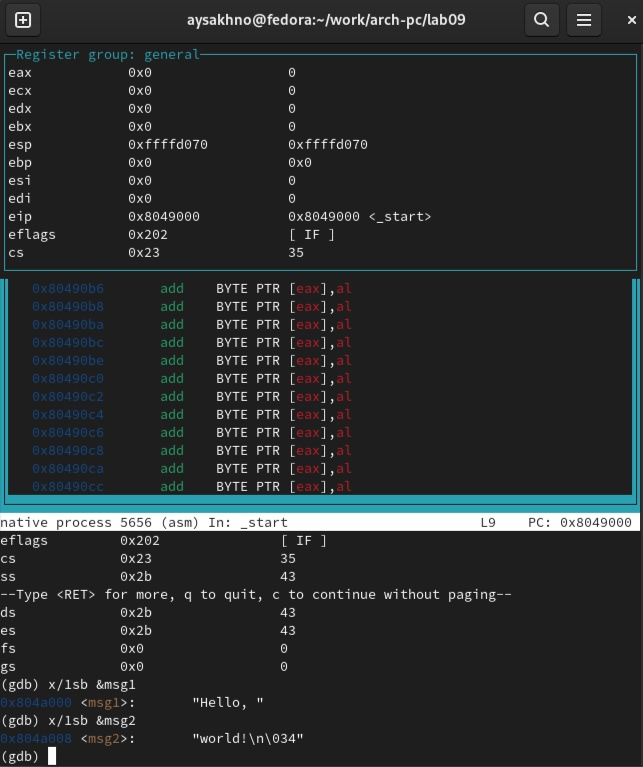 aysakhno@fedora:~/work/arch-pc/lab09
Register group: general
eax 0x0 0
ecx 0x0 0
edx 0x0 0
ebx 0x0 0
esp 0xffffd070 0xffffd070
ebp 0x0 0x0
esi 0x0 0
edi 0x0 0
eip 0x8049000 0x8049000 <_start>
eflags 0x202 [ IF ]
cs 0x23 35
0x80490b6 add BYTE PTR [eax],al
0x80490b8 add BYTE PTR [eax],al
0x80490ba add BYTE PTR [eax],al
0x80490bc add BYTE PTR [eax],al
0x80490be add BYTE PTR [eax],al
0x80490c0 add BYTE PTR [eax],al
0x80490c2 add BYTE PTR [eax],al
0x80490c4 add BYTE PTR [eax],al
0x80490c6 add BYTE PTR [eax],al
0x80490c8 add BYTE PTR [eax],al
0x80490ca add BYTE PTR [eax],al
0x80490cc add BYTE PTR [eax],al
native process 5656 (asm) In: _start L9 PC: 0x8049000
eflags 0x202 [ IF ]
cs 0x23 35
ss 0x2b 43
--Type <RET> for more, q to quit, c to continue without paging--
ds 0x2b 43
es 0x2b 43
fs 0x0 0
gs 0x0 0
(gdb) x/1sb &msg1
0x804a000 <msg1>: "Hello, "
(gdb) x/1sb &msg2
0x804a008 <msg2>: "world!\n\034"
(gdb)